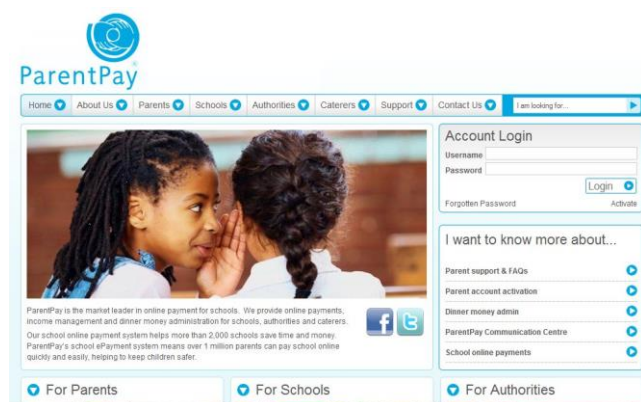 ParentPay®
Home
About Us
Parents
Schools
Authorities
Caterers
Support
Contact Us
I am looking for...
Account Login
Username
Password
Login
Forgotten Password
Activate
I want to know more about...
Parent support & FAQs
Parent account activation
Dinner money admin
ParentPay Communication Centre
School online payments
ParentPay is the market leader in online payment for schools. We provide online payments,
income management and dinner money administration for schools, authorities and caterers.
Our school online payment system helps more than 2,000 schools save time and money.
ParentPay's school ePayment system means over 1 million parents can pay school online
quickly and easily, helping to keep children safer.
f
t
For Parents
For Schools
For Authorities